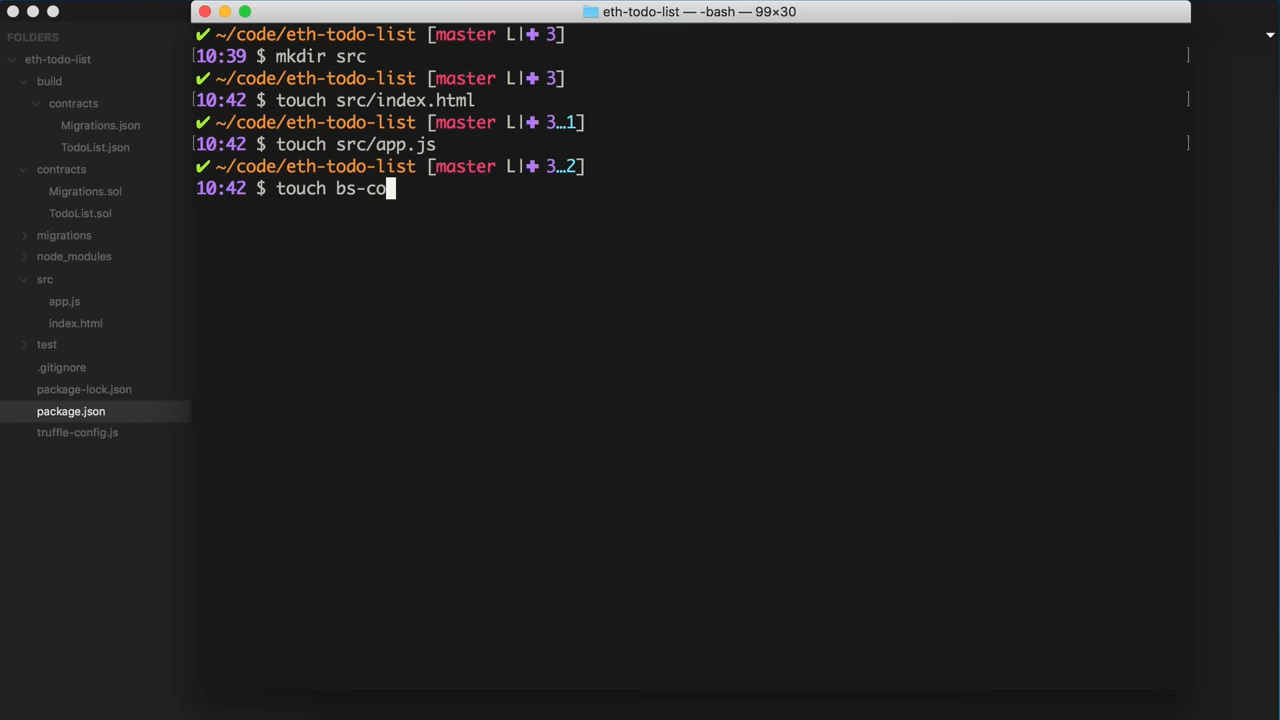 eth-todo-list — -bash — 99×30
FOLDERS
eth-todo-list
build
contracts
Migrations.json
TodoList.json
contracts
Migrations.sol
TodoList.sol
migrations
node_modules
src
app.js
index.html
test
.gitignore
package-lock.json
package.json
truffle-config.js
✔ ~/code/eth-todo-list [master L|✚ 3]
[10:39 $ mkdir src ]
✔ ~/code/eth-todo-list [master L|✚ 3]
[10:42 $ touch src/index.html ]
✔ ~/code/eth-todo-list [master L|✚ 3…1]
[10:42 $ touch src/app.js ]
✔ ~/code/eth-todo-list [master L|✚ 3…2]
10:42 $ touch bs-co